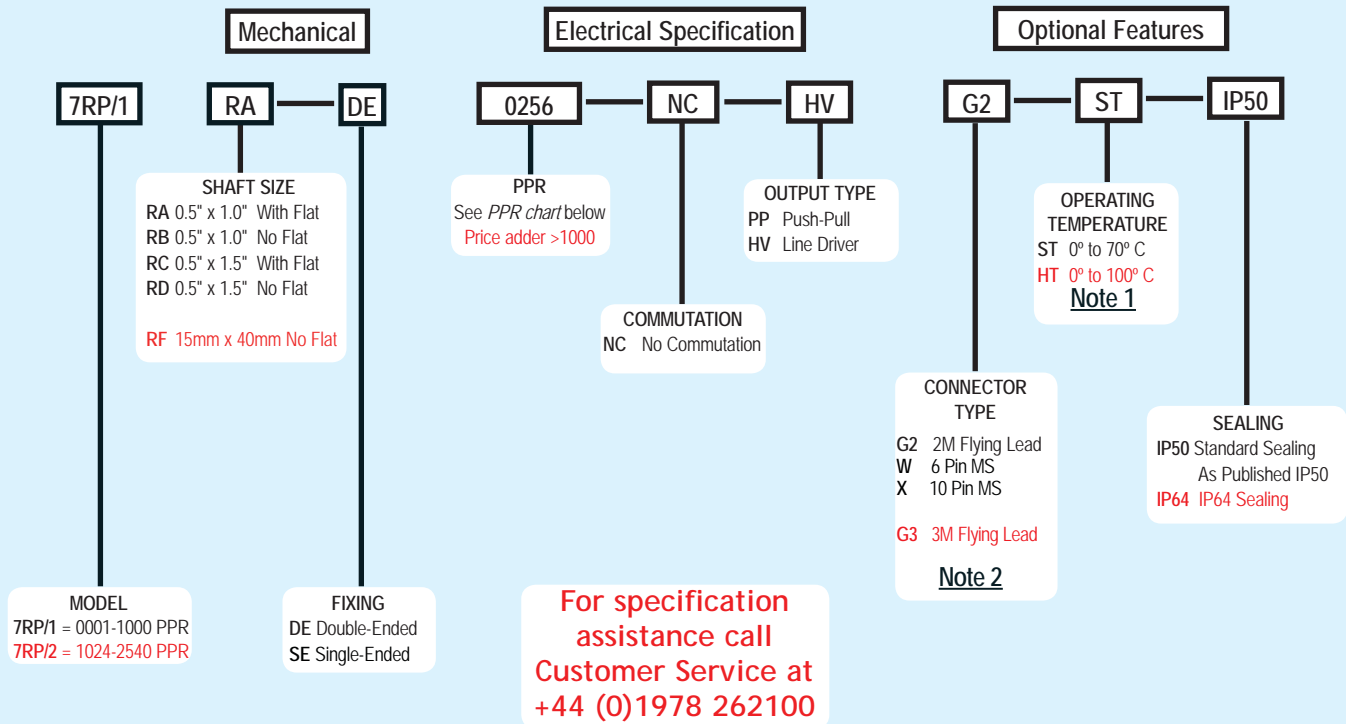 Mechanical
Electrical Specification
Optional Features
7RP/1
RA
DE
0256
NC
HV
G2
ST
IP50
SHAFT SIZE
RA 0.5" x 1.0" With Flat
RB 0.5" x 1.0" No Flat
RC 0.5" x 1.5" With Flat
RD 0.5" x 1.5" No Flat
RF 15mm x 40mm No Flat
PPR
See PPR chart below
Price adder >1000
OUTPUT TYPE
PP Push-Pull
HV Line Driver
OPERATING
TEMPERATURE
ST 0º to 70º C
HT 0º to 100º C
Note 1
COMMUTATION
NC No Commutation
CONNECTOR
TYPE
G2 2M Flying Lead
W 6 Pin MS
X 10 Pin MS
G3 3M Flying Lead
Note 2
SEALING
IP50 Standard Sealing
As Published IP50
IP64 IP64 Sealing
MODEL
7RP/1 = 0001-1000 PPR
7RP/2 = 1024-2540 PPR
FIXING
DE Double-Ended
SE Single-Ended
For specification
assistance call
Customer Service at
+44 (0)1978 262100